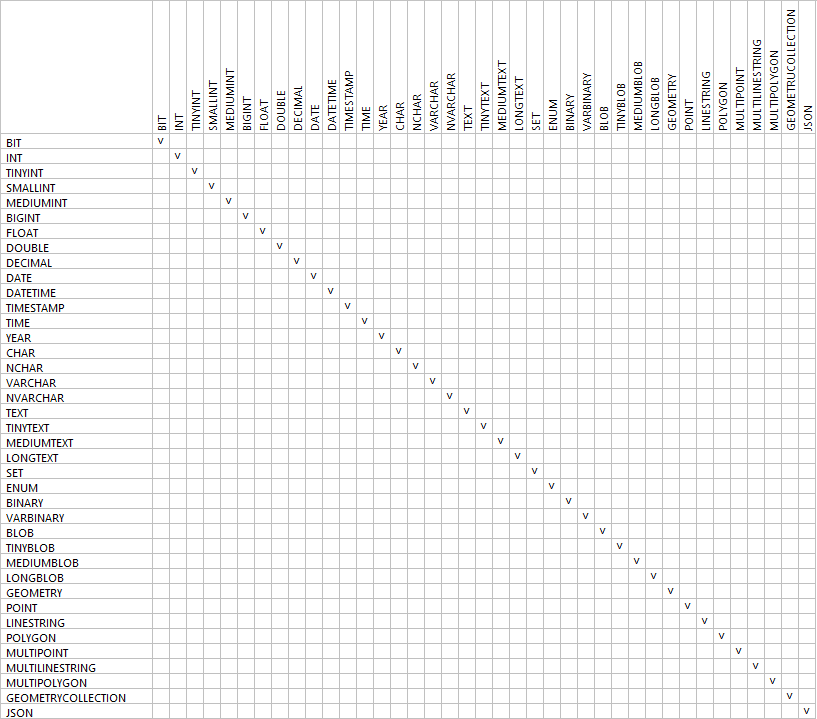 BIT INT TINYINT SMALLINT MEDIUMINT BIGINT FLOAT DOUBLE DECIMAL DATE DATETIME TIMESTAMP TIME YEAR CHAR NCHAR VARCHAR NVARCHAR TEXT TINYTEXT MEDIUMTEXT LONGTEXT SET ENUM BINARY VARBINARY BLOB TINYBLOB MEDIUMBLOB LONGBLOB GEOMETRY POINT LINESTRING POLYGON MULTIPOINT MULTILINESTRING MULTIPOLYGON GEOMETRUCOLLECTION JSON
BIT v
INT v
TINYINT v
SMALLINT v
MEDIUMINT v
BIGINT v
FLOAT v
DOUBLE v
DECIMAL v
DATE v
DATETIME v
TIMESTAMP v
TIME v
YEAR v
CHAR v
NCHAR v
VARCHAR v
NVARCHAR v
TEXT v
TINYTEXT v
MEDIUMTEXT v
LONGTEXT v
SET v
ENUM v
BINARY v
VARBINARY v
BLOB v
TINYBLOB v
MEDIUMBLOB v
LONGBLOB v
GEOMETRY v
POINT v
LINESTRING v
POLYGON v
MULTIPOINT v
MULTILINESTRING v
MULTIPOLYGON v
GEOMETRYCOLLECTION v
JSON v